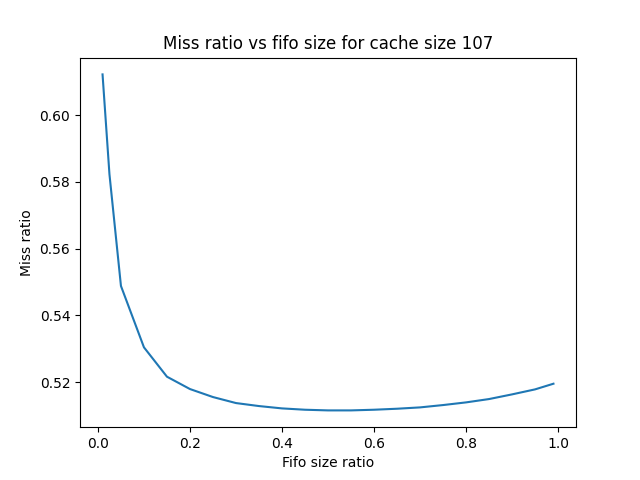 Miss ratio vs fifo size for cache size 107
0.60
0.58
0.56
0.54
0.52
Miss ratio
0.0 0.2 0.4 0.6 0.8 1.0
Fifo size ratio